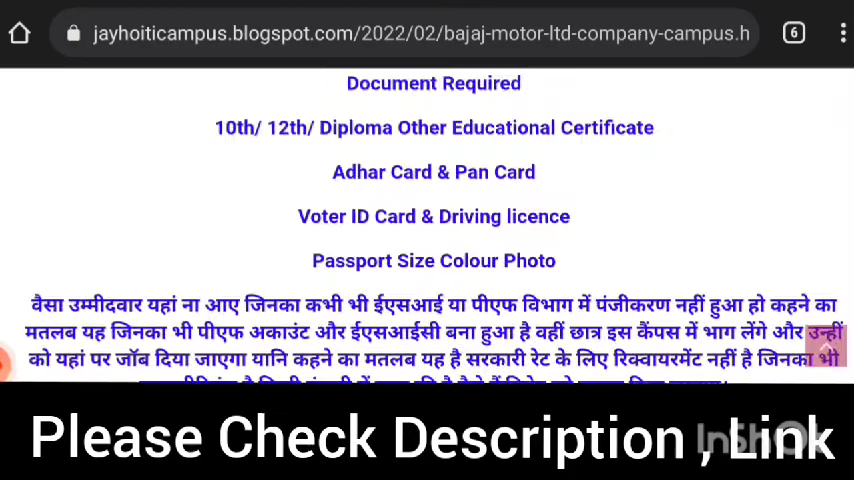 jayhoiticampus.blogspot.com/2022/02/bajaj-motor-ltd-company-campus.h
6
Document Required
10th/ 12th/ Diploma Other Educational Certificate
Adhar Card & Pan Card
Voter ID Card & Driving licence
Passport Size Colour Photo
वैसा उम्मीदवार यहां ना आए जिनका कभी भी ईएसआई या पीएफ विभाग में पंजीकरण नहीं हुआ हो कहने का
मतलब यह जिनका भी पीएफ अकाउंट और ईएसआईसी बना हुआ है वहीं छात्र इस कैंपस में भाग लेंगे और उन्हीं
को यहां पर जॉब दिया जाएगा यानि कहने का मतलब यह है सरकारी रेट के लिए रिक्वायरमेंट नहीं है जिनका भी
Please Check Description , Link
InShOt